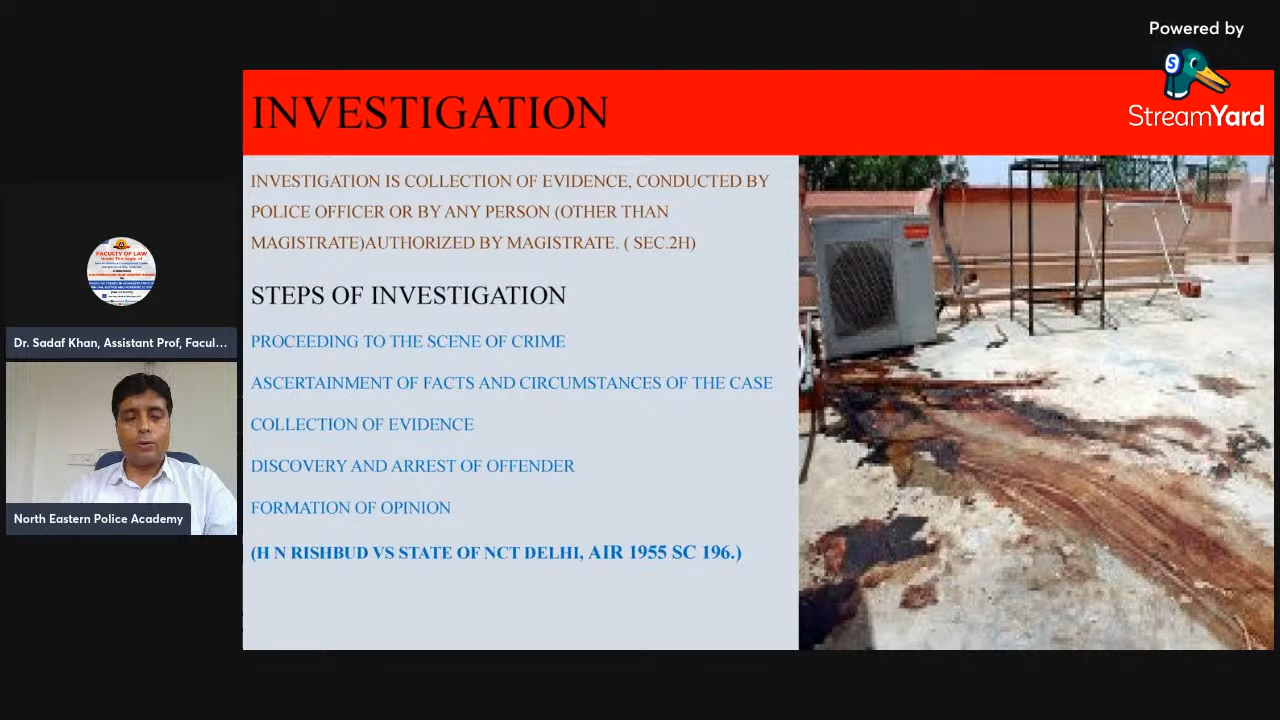 Powered by
StreamYard
INVESTIGATION
INVESTIGATION IS COLLECTION OF EVIDENCE, CONDUCTED BY
POLICE OFFICER OR BY ANY PERSON (OTHER THAN
MAGISTRATE)AUTHORIZED BY MAGISTRATE. ( SEC.2H)
STEPS OF INVESTIGATION
PROCEEDING TO THE SCENE OF CRIME
ASCERTAINMENT OF FACTS AND CIRCUMSTANCES OF THE CASE
COLLECTION OF EVIDENCE
DISCOVERY AND ARREST OF OFFENDER
FORMATION OF OPINION
(H N RISHBUD VS STATE OF NCT DELHI, AIR 1955 SC 196.)
FACULTY OF LAW
Dr. Sadaf Khan, Assistant Prof, Facul...
North Eastern Police Academy